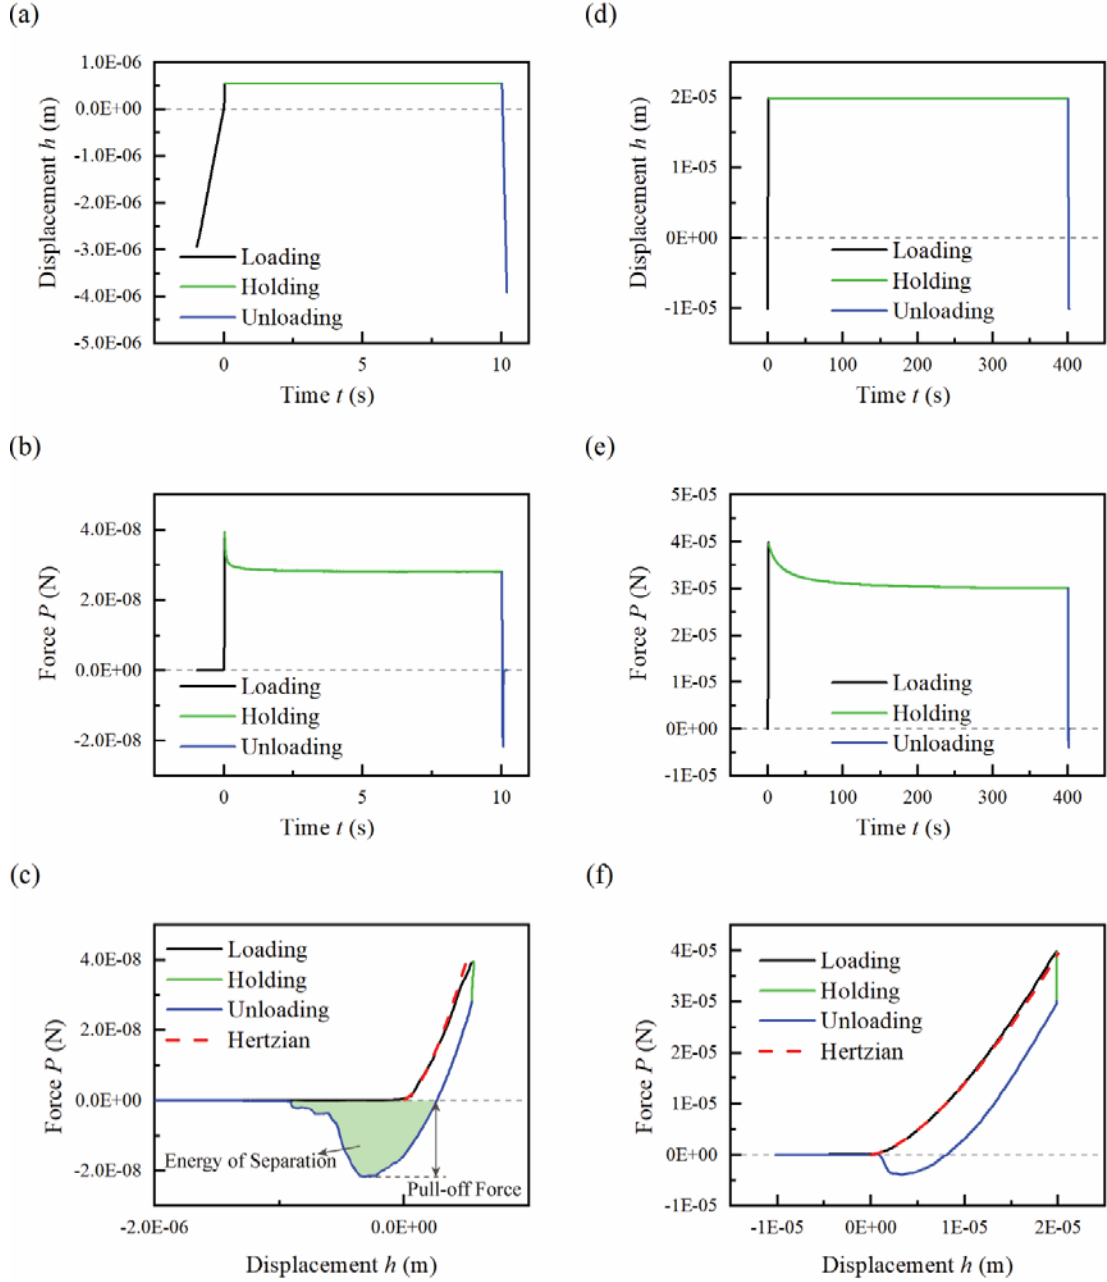 (a)
1.0E-06
0.0E+00
-1.0E-06
-2.0E-06
-3.0E-06
-4.0E-06
-5.0E-06
Displacement h (m)
Loading
Holding
Unloading
0 5 10
Time t (s)
(d)
2E-05
1E-05
0E+00
-1E-05
Displacement h (m)
Loading
Holding
Unloading
0 100 200 300 400
Time t (s)
(b)
4.0E-08
2.0E-08
0.0E+00
-2.0E-08
Force P (N)
Loading
Holding
Unloading
0 5 10
Time t (s)
(e)
5E-05
4E-05
3E-05
2E-05
1E-05
0E+00
-1E-05
Force P (N)
Loading
Holding
Unloading
0 100 200 300 400
Time t (s)
(c)
4.0E-08
2.0E-08
0.0E+00
-2.0E-08
Force P (N)
Loading
Holding
Unloading
Hertzian
Energy of Separation
Pull-off Force
-2.0E-06 0.0E+00
Displacement h (m)
(f)
4E-05
3E-05
2E-05
1E-05
0E+00
-1E-05
Force P (N)
Loading
Holding
Unloading
Hertzian
-1E-05 0E+00 1E-05 2E-05
Displacement h (m)